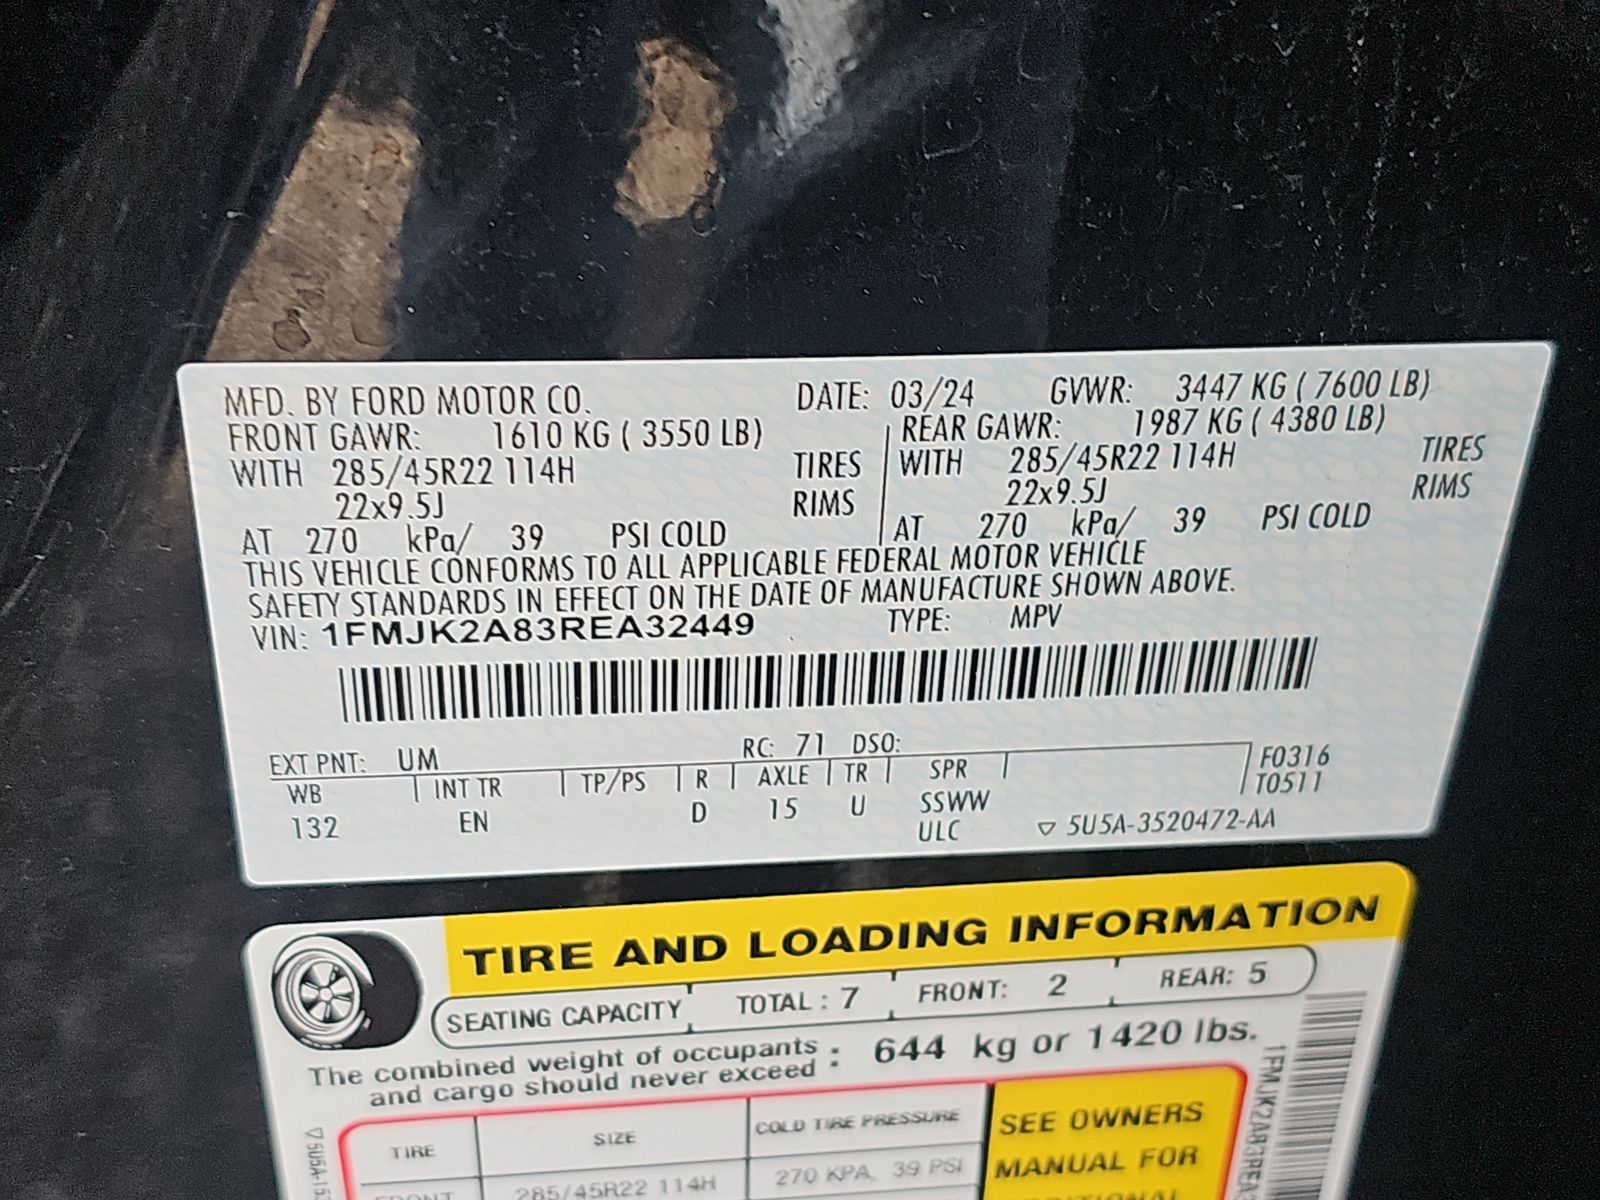 MFD. BY FORD MOTOR CO. DATE: 03/24 GVWR: 3447 KG ( 7600 LB)
FRONT GAWR: 1610 KG ( 3550 LB) REAR GAWR: 1987 KG ( 4380 LB)
WITH 285/45R22 114H TIRES WITH 285/45R22 114H TIRES
22x9.5J RIMS 22x9.5J RIMS
AT 270 kPa/ 39 PSI COLD AT 270 kPa/ 39 PSI COLD
THIS VEHICLE CONFORMS TO ALL APPLICABLE FEDERAL MOTOR VEHICLE
SAFETY STANDARDS IN EFFECT ON THE DATE OF MANUFACTURE SHOWN ABOVE.
VIN: 1FMJK2A83REA32449 TYPE: MPV
EXT PNT: UM RC: 71 DSO:
WB INT TR TP/PS R AXLE TR SPR F0316
132 EN D 15 U SSWW T0511
ULC ▽ 5U5A-3520472-AA
TIRE AND LOADING INFORMATION
SEATING CAPACITY TOTAL : 7 FRONT: 2 REAR: 5
The combined weight of occupants : 644 kg or 1420 lbs.
and cargo should never exceed
TIRE SIZE COLD TIRE PRESSURE SEE OWNERS
FRONT 285/45R22 114H 270 KPA, 39 PSI MANUAL FOR
ADDITIONAL
1FMJK2A83REA3